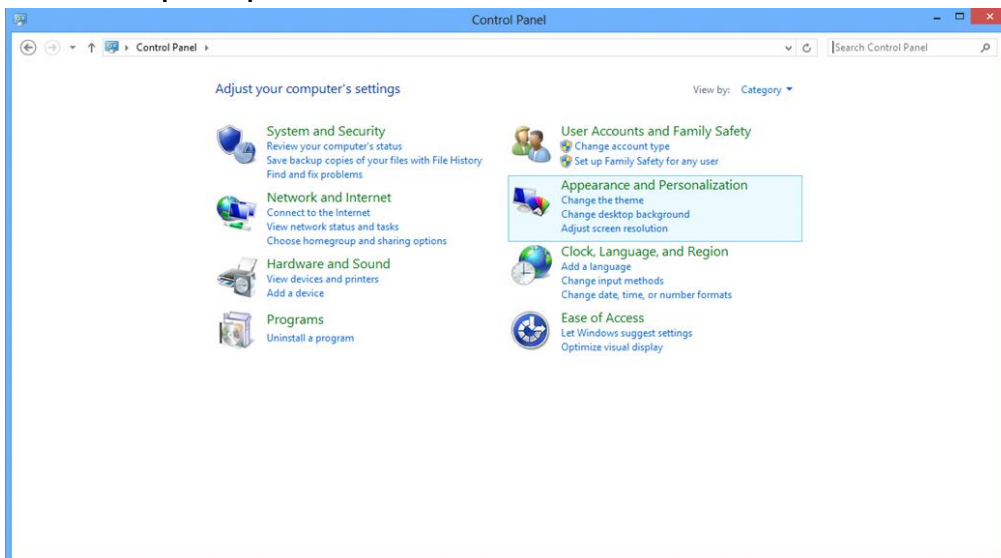 Control Panel
Control Panel
Search Control Panel
Adjust your computer's settings
View by: Category
System and Security
Review your computer's status
Save backup copies of your files with File History
Find and fix problems
Network and Internet
Connect to the Internet
View network status and tasks
Choose homegroup and sharing options
Hardware and Sound
View devices and printers
Add a device
Programs
Uninstall a program
User Accounts and Family Safety
Change account type
Set up Family Safety for any user
Appearance and Personalization
Change the theme
Change desktop background
Adjust screen resolution
Clock, Language, and Region
Add a language
Change input methods
Change date, time, or number formats
Ease of Access
Let Windows suggest settings
Optimize visual display